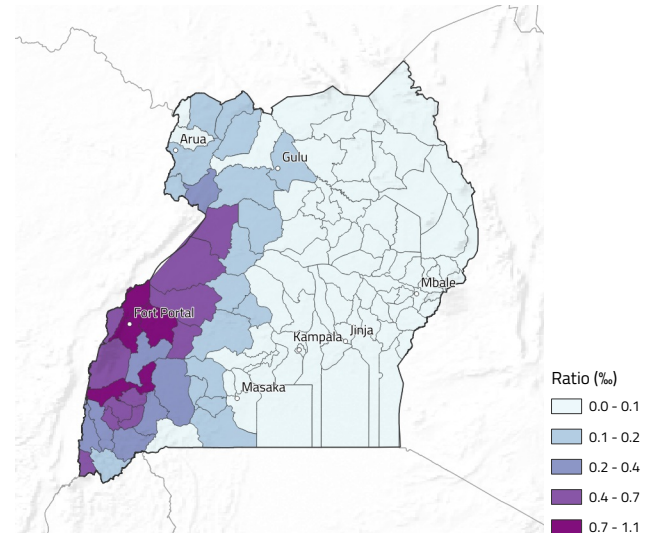 Arua
Gulu
Mbale
Fort Portal
Kampala
Jinja
Masaka
Ratio (‰)
0.0 - 0.1
0.1 - 0.2
0.2 - 0.4
0.4 - 0.7
0.7 - 1.1